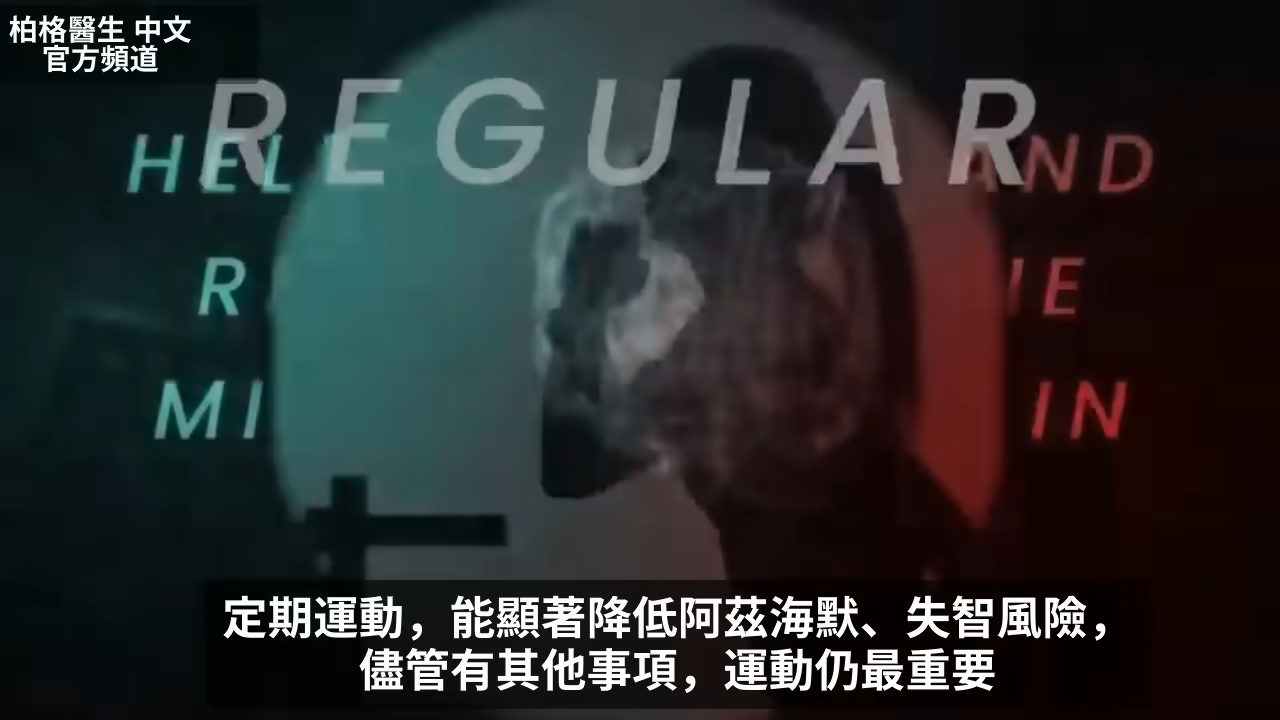 柏格醫生 中文
官方頻道
REGULAR
HEL AND
R IE
MI IN
定期運動，能顯著降低阿茲海默、失智風險，
儘管有其他事項，運動仍最重要